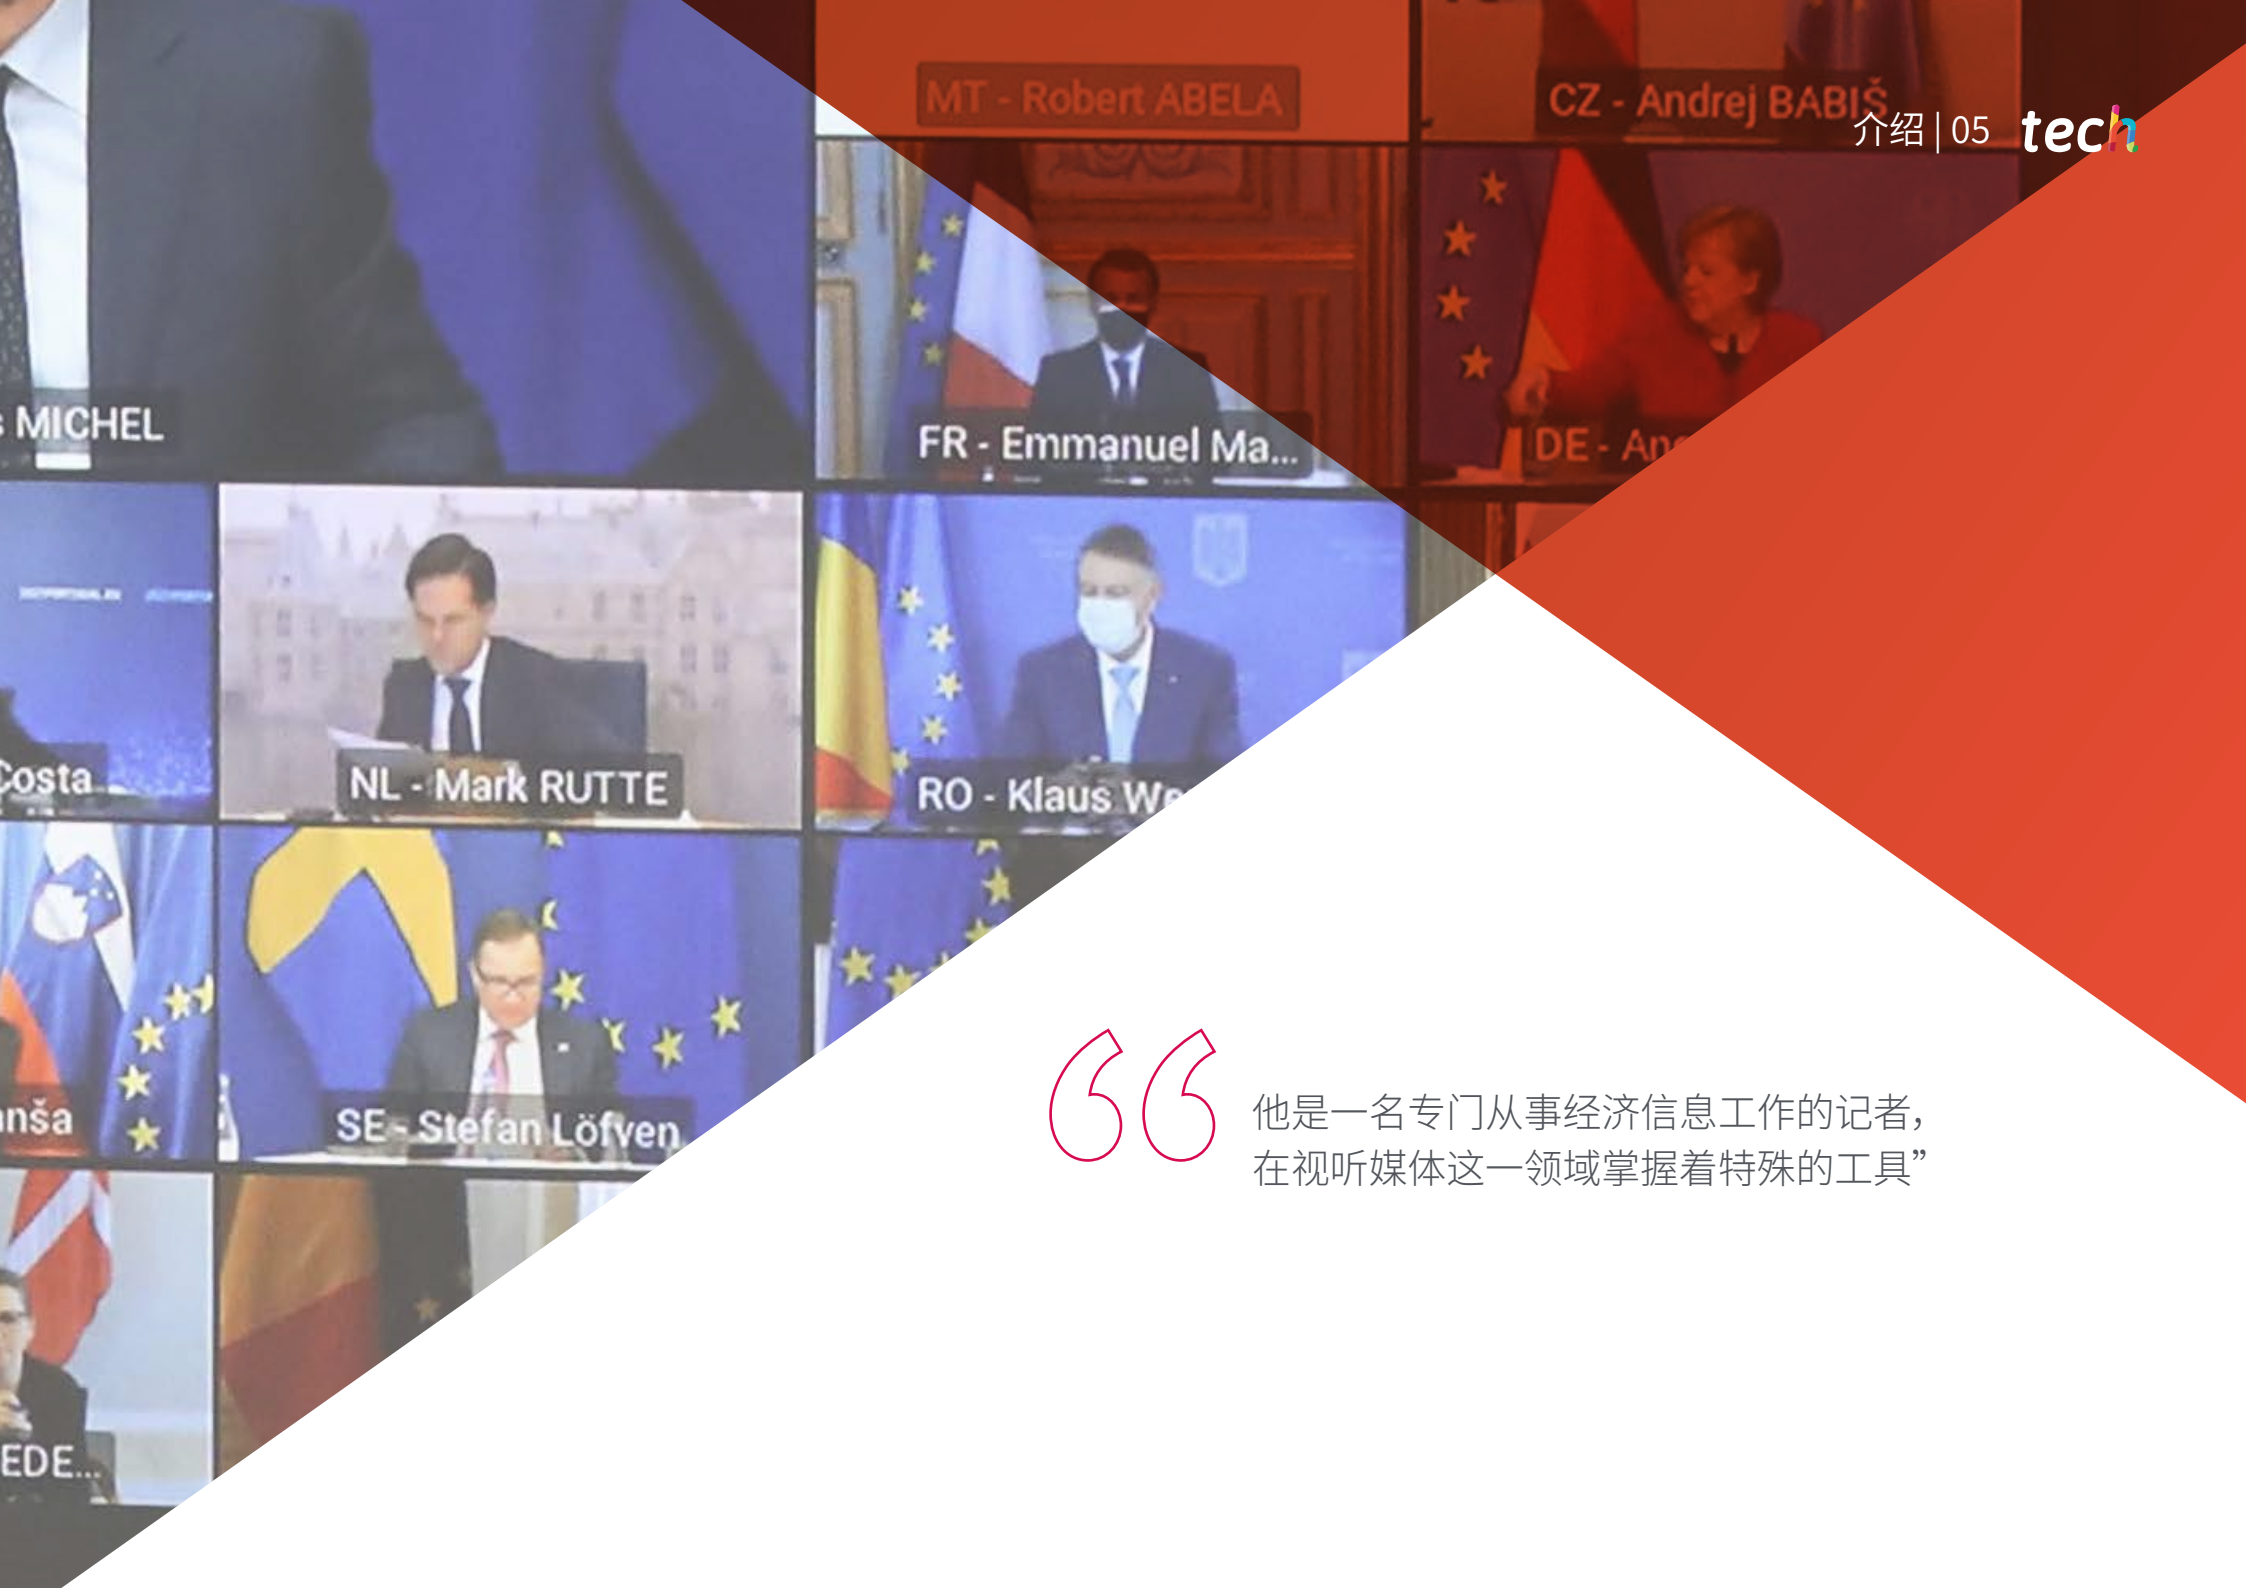 MT - Robert ABELA
CZ - Andrej BABIŠ
介绍 | 05
tech
MICHEL
FR - Emmanuel Ma...
DE - An
Costa
NL - Mark RUTTE
RO - Klaus We
nša
SE - Stefan Löfven
EDE...
“他是一名专门从事经济信息工作的记者，
在视听媒体这一领域掌握着特殊的工具”